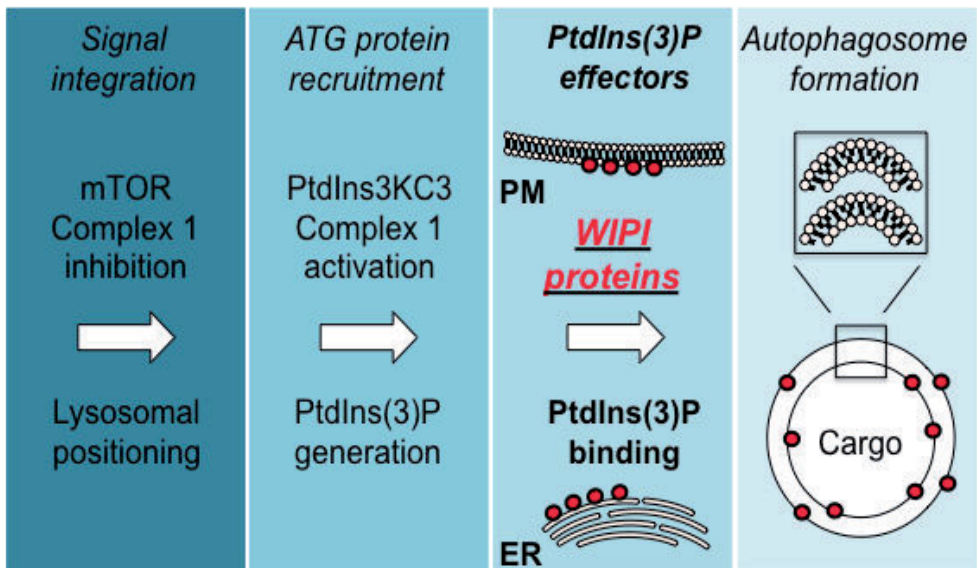 Signal
integration
mTOR
Complex 1
inhibition
Lysosomal
positioning
ATG protein
recruitment
PtdIns3KC3
Complex 1
activation
PtdIns(3)P
generation
PtdIns(3)P
effectors
PM
WIPI
proteins
PtdIns(3)P
binding
ER
Autophagosome
formation
Cargo